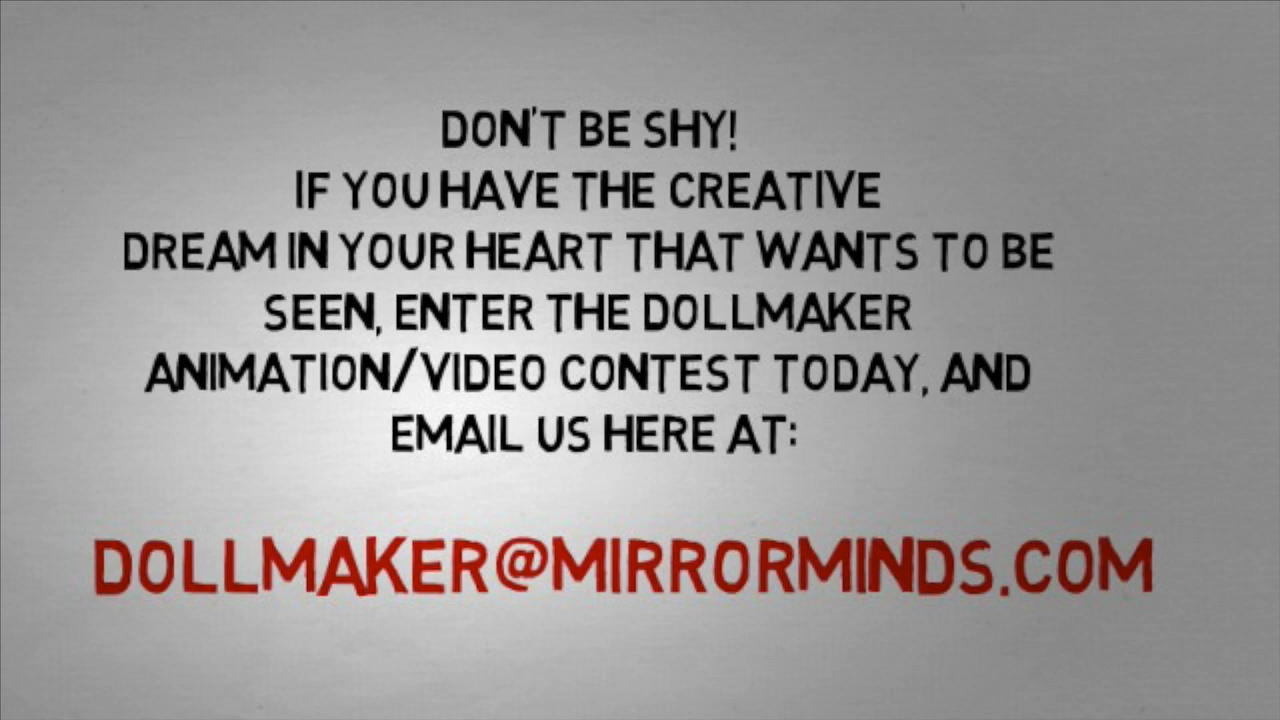 DON'T BE SHY!
IF YOU HAVE THE CREATIVE
DREAM IN YOUR HEART THAT WANTS TO BE
SEEN, ENTER THE DOLLMAKER
ANIMATION/VIDEO CONTEST TODAY, AND
EMAIL US HERE AT:
DOLLMAKER@MIRRORMINDS.COM